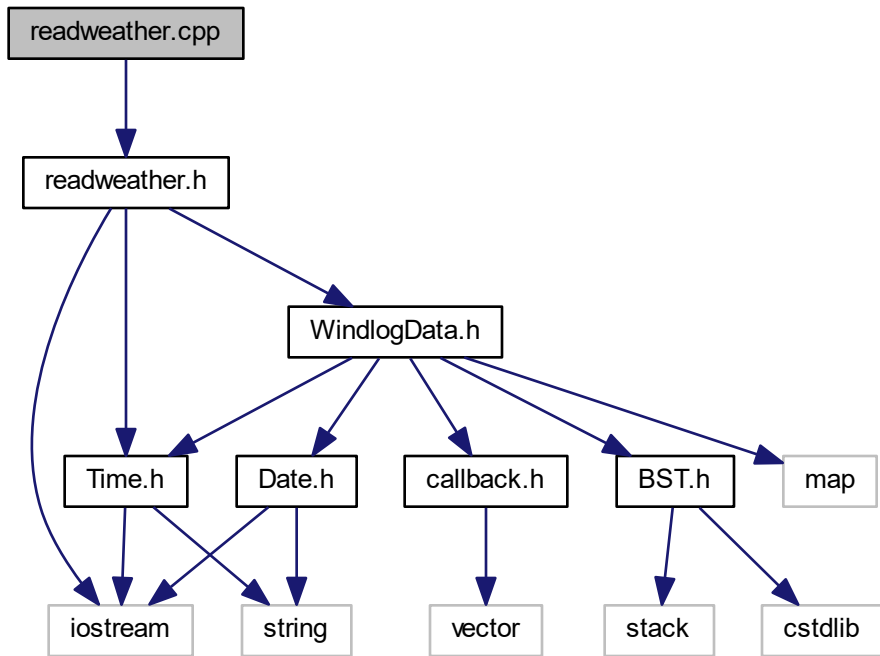 readweather.cpp
readweather.h
WindlogData.h
Time.h
Date.h
callback.h
BST.h
map
iostream
string
vector
stack
cstdlib